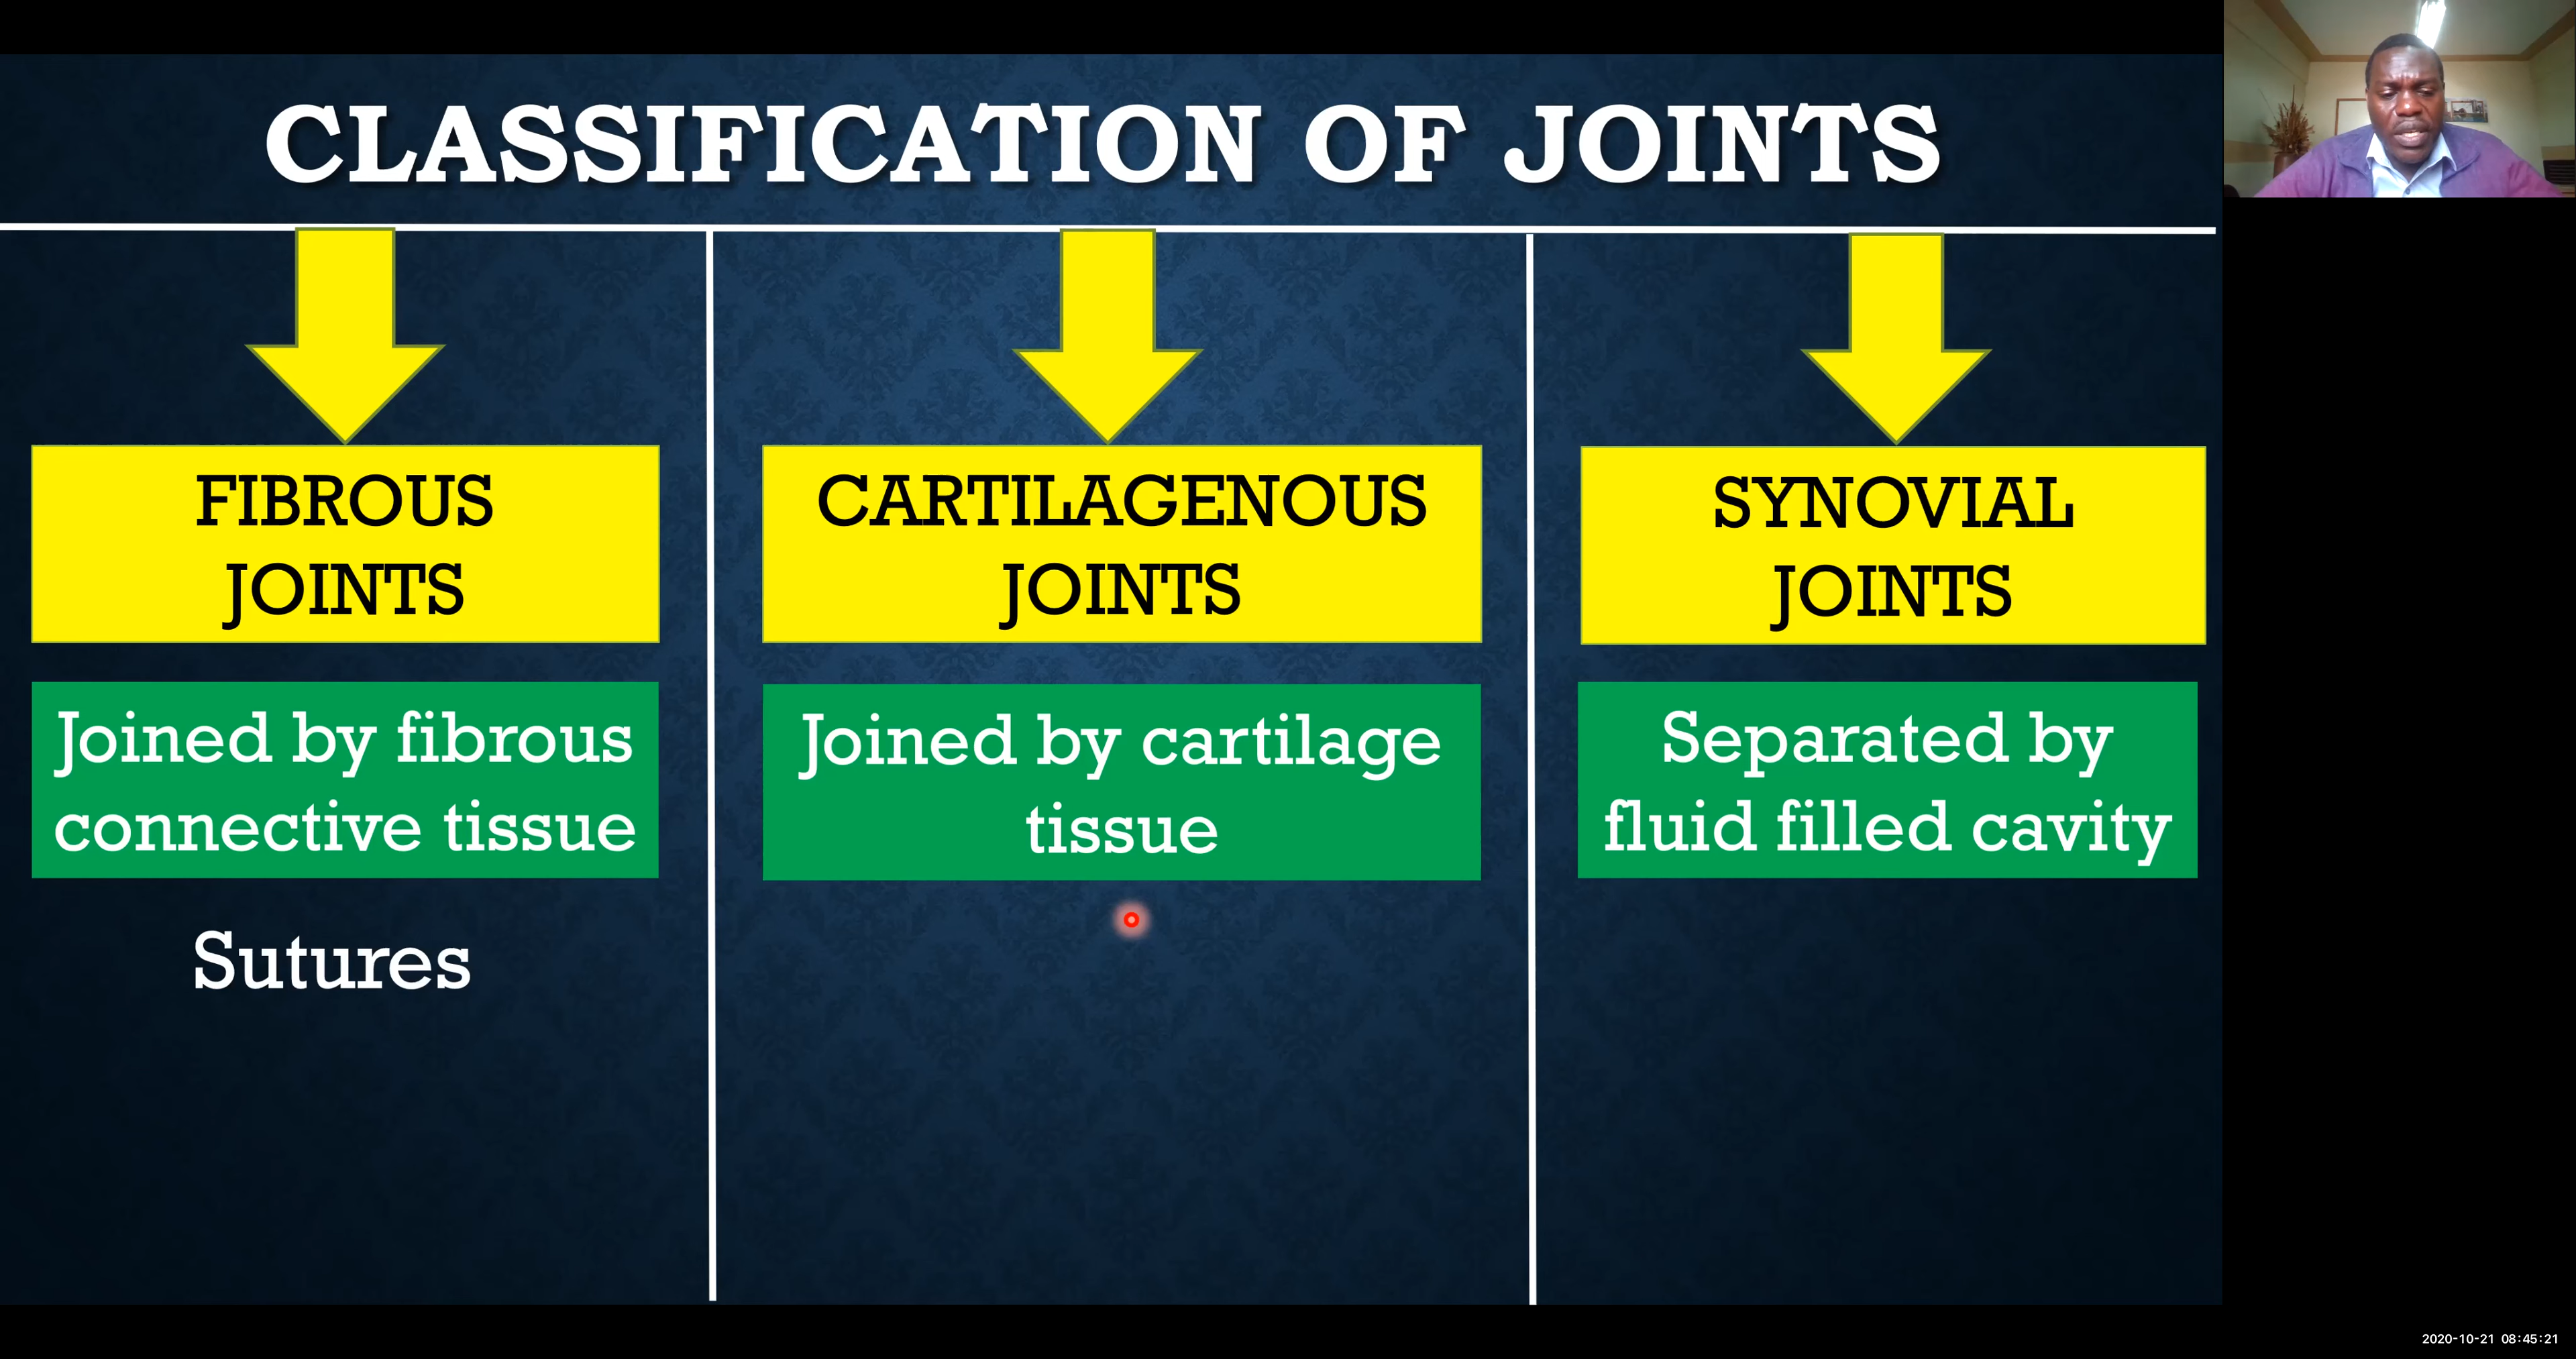 CLASSIFICATION OF JOINTS
FIBROUS
JOINTS
Joined by fibrous
connective tissue
Sutures
CARTILAGENOUS
JOINTS
Joined by cartilage
tissue
SYNOVIAL
JOINTS
Separated by
fluid filled cavity
2020-10-21 08:45:21